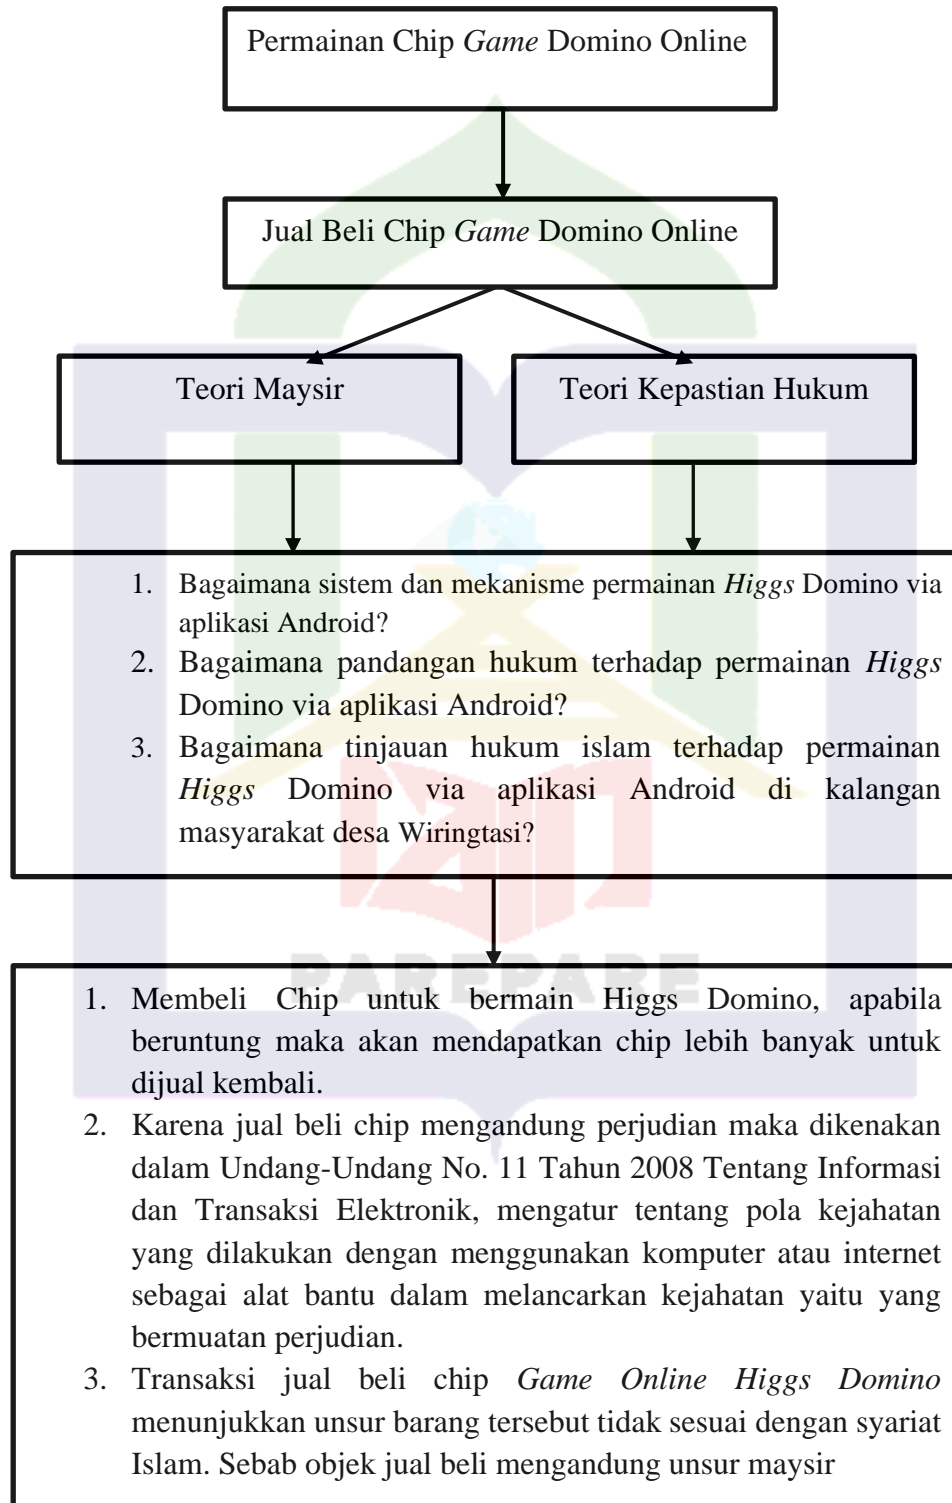 Permainan Chip Game Domino Online
Jual Beli Chip Game Domino Online
Teori Maysir
Teori Kepastian Hukum
1. Bagaimana sistem dan mekanisme permainan Higgs Domino via
aplikasi Android?
2. Bagaimana pandangan hukum terhadap permainan Higgs
Domino via aplikasi Android?
3. Bagaimana tinjauan hukum islam terhadap permainan
Higgs Domino via aplikasi Android di kalangan
masyarakat desa Wiringtasi?
PAREPARE
1. Membeli Chip untuk bermain Higgs Domino, apabila
beruntung maka akan mendapatkan chip lebih banyak untuk
dijual kembali.
2. Karena jual beli chip mengandung perjudian maka dikenakan
dalam Undang-Undang No. 11 Tahun 2008 Tentang Informasi
dan Transaksi Elektronik, mengatur tentang pola kejahatan
yang dilakukan dengan menggunakan komputer atau internet
sebagai alat bantu dalam melancarkan kejahatan yaitu yang
bermuatan perjudian.
3. Transaksi jual beli chip Game Online Higgs Domino
menunjukkan unsur barang tersebut tidak sesuai dengan syariat
Islam. Sebab objek jual beli mengandung unsur maysir